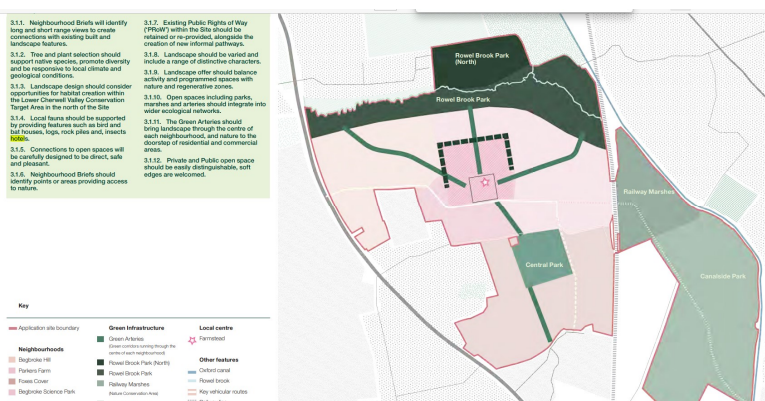 3.1.1. Neighbourhood Briefs will identify
long and short range views to create
connections with existing built and
landscape features.
3.1.2. Tree and plant selection should
support native species, promote diversity
and be responsive to local climate and
geological conditions.
3.1.3. Landscape design should consider
opportunities for habitat creation within
the Lower Cherwell Valley Conservation
Target Area in the north of the Site
3.1.4. Local fauna should be supported
by providing features such as bird and
bat houses, logs, rock piles and, insects
hotels.
3.1.5. Connections to open spaces will
be carefully designed to be direct, safe
and pleasant.
3.1.6. Neighbourhood Briefs should
identify points or areas providing access
to nature.
3.1.7. Existing Public Rights of Way
('PRoW') within the Site should be
retained or re-provided, alongside the
creation of new informal pathways.
3.1.8. Landscape should be varied and
include a range of distinctive characters.
3.1.9. Landscape offer should balance
activity and programmed spaces with
nature and regenerative zones.
3.1.10. Open spaces including parks,
marshes and arteries should integrate into
wider ecological networks.
3.1.11. The Green Arteries should
bring landscape through the centre of
each neighbourhood, and nature to the
doorstep of residential and commercial
areas.
3.1.12. Private and Public open space
should be easily distinguishable, soft
edges are welcomed.
Rowel Brook Park
(North)
Rowel Brook Park
Railway Marshes
Central Park
Canalside Park
Key
Application site boundary
Neighbourhoods
Begbroke Hill
Parkers Farm
Foxes Cover
Begbroke Science Park
Green Infrastructure
Green Arteries
(Green corridors running through the
centre of each neighbourhood)
Rowel Brook Park (North)
Rowel Brook Park
Railway Marshes
(Nature Conservation Area)
Local centre
Farmstead
Other features
Oxford canal
Rowel brook
Key vehicular routes